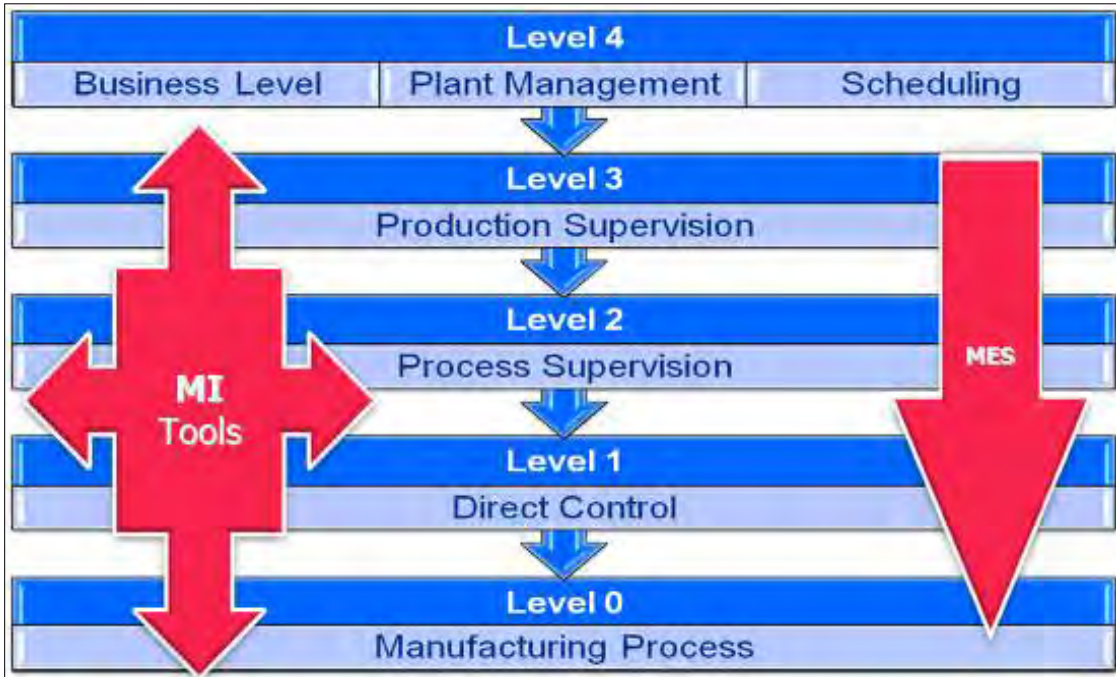 Level 4
Business Level Plant Management Scheduling
Level 3
Production Supervision
Level 2
Process Supervision
MES
MI
Tools
Level 1
Direct Control
Level 0
Manufacturing Process